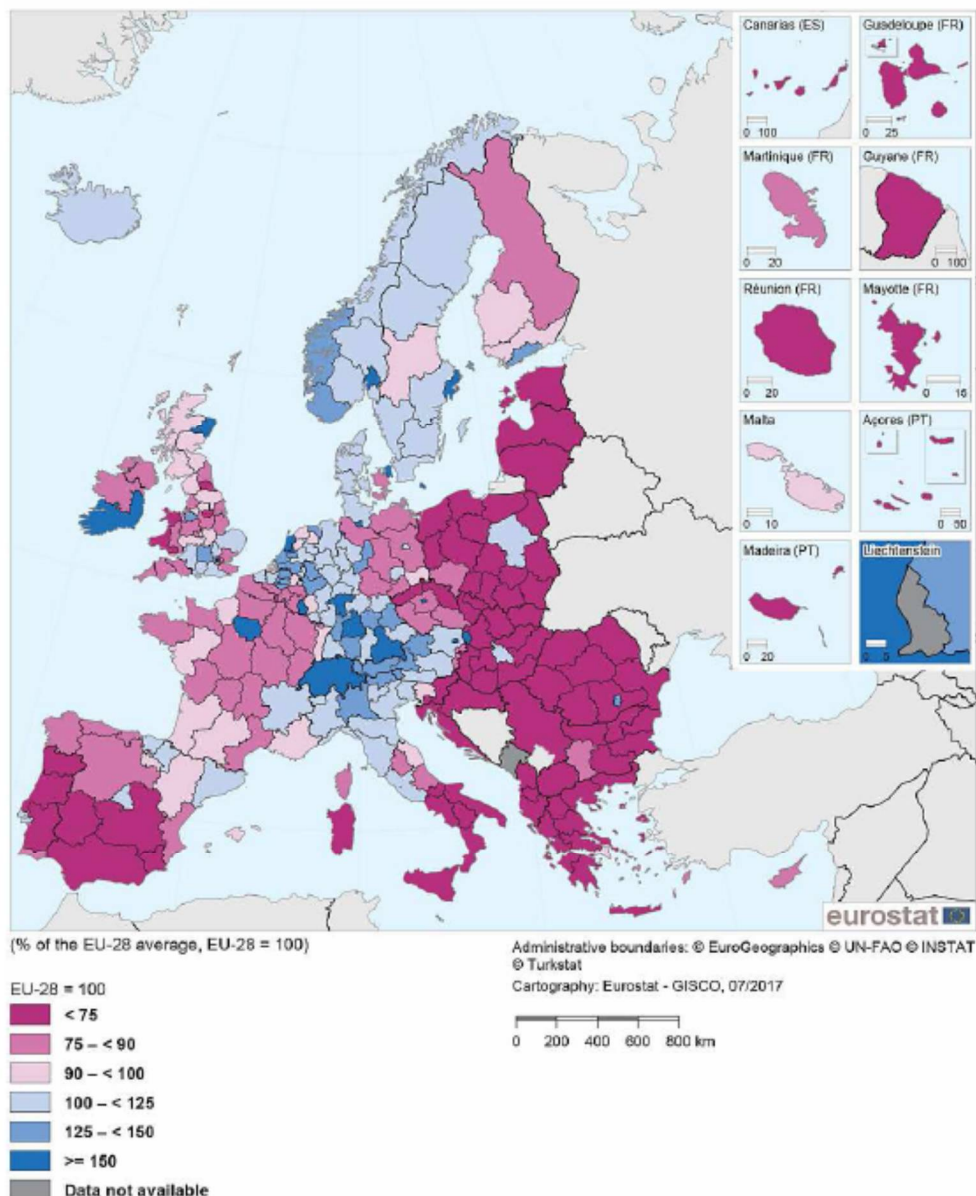 Canarias (ES)
0 100
Guadeloupe (FR)
0 25
Martinique (FR)
0 20
Guyane (FR)
0 100
Réunion (FR)
0 20
Mayotte (FR)
0 15
Malta
0 10
Açores (PT)
0 50
Madeira (PT)
0 20
Liechtenstein
0 5
eurostat
(% of the EU-28 average, EU-28 = 100)
Administrative boundaries: © EuroGeographics © UN-FAO © INSTAT
© Turkstat
Cartography: Eurostat - GISCO, 07/2017
EU-28 = 100
< 75
75 – < 90
90 – < 100
100 – < 125
125 – < 150
>= 150
Data not available
0 200 400 600 800 km